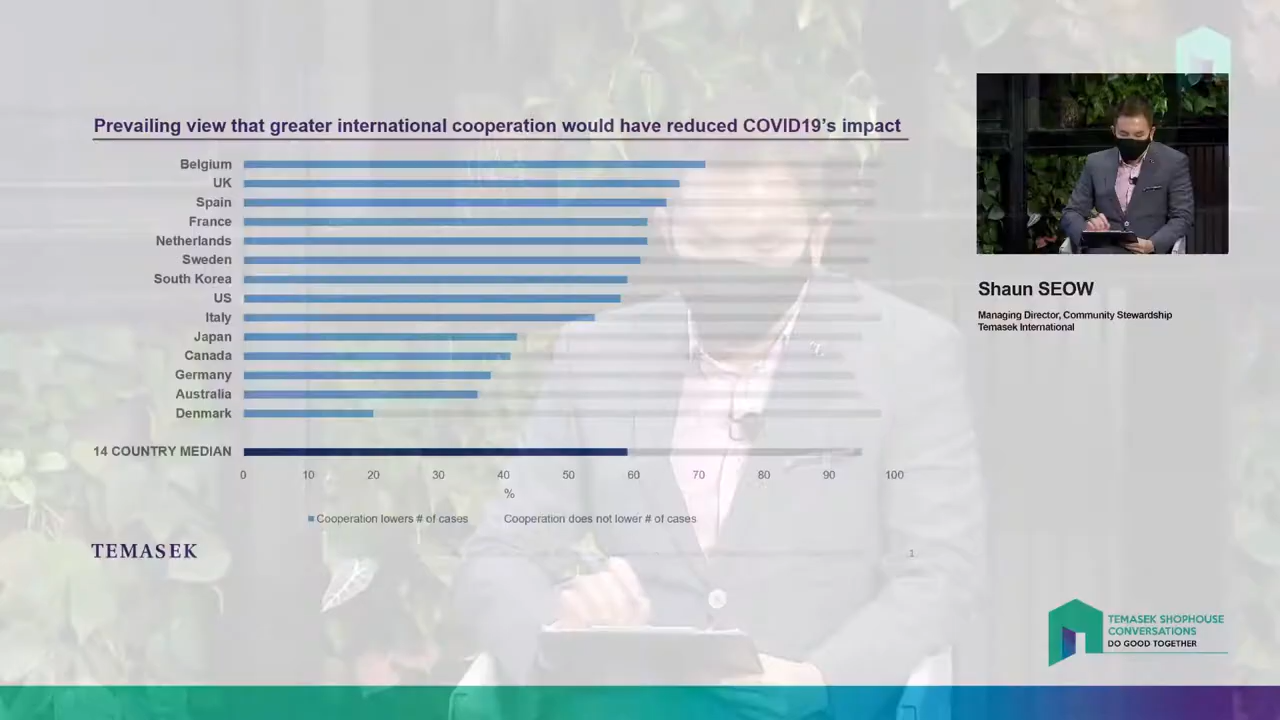 Prevailing view that greater international cooperation would have reduced COVID19's impact
Belgium
UK
Spain
France
Netherlands
Sweden
South Korea
US
Italy
Japan
Canada
Germany
Australia
Denmark
14 COUNTRY MEDIAN
0 10 20 30 40 50 60 70 80 90 100
%
Cooperation lowers # of cases Cooperation does not lower # of cases
TEMASEK
1
Shaun SEOW
Managing Director, Community Stewardship
Temasek International
TEMASEK SHOPHOUSE
CONVERSATIONS
DO GOOD TOGETHER